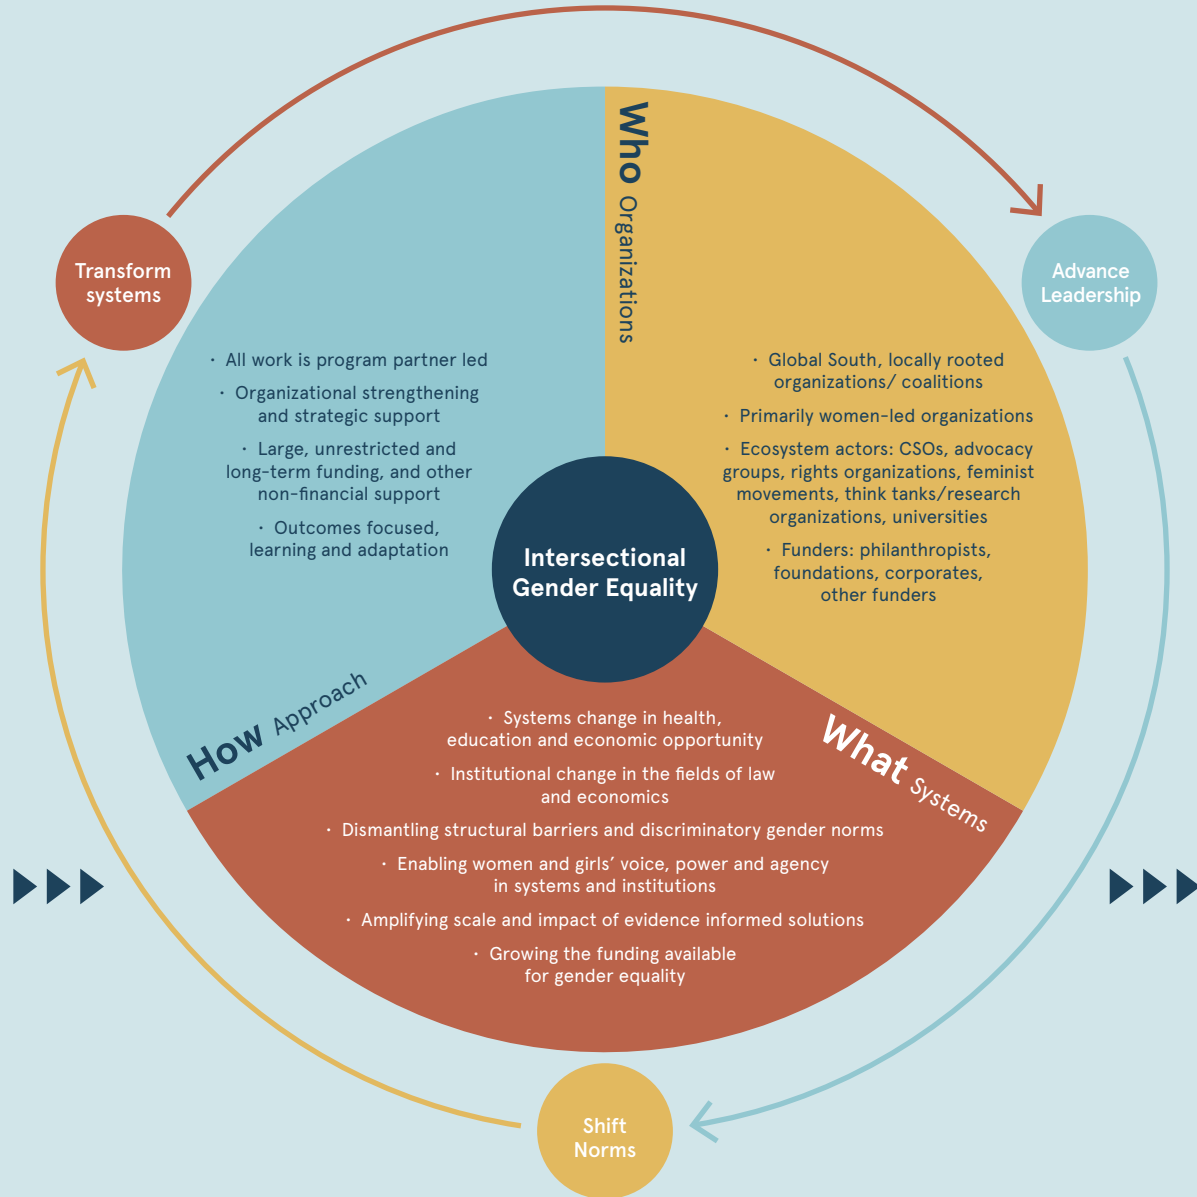 Transform
systems
Advance
Leadership
Who Organizations
· All work is program partner led
· Organizational strengthening
and strategic support
· Large, unrestricted and
long-term funding, and other
non-financial support
· Outcomes focused,
learning and adaptation
· Global South, locally rooted
organizations/ coalitions
· Primarily women-led organizations
· Ecosystem actors: CSOs, advocacy
groups, rights organizations, feminist
movements, think tanks/research
organizations, universities
· Funders: philanthropists,
foundations, corporates,
other funders
Intersectional
Gender Equality
How Approach
What Systems
· Systems change in health,
education and economic opportunity
· Institutional change in the fields of law
and economics
· Dismantling structural barriers and discriminatory gender norms
· Enabling women and girls’ voice, power and agency
in systems and institutions
· Amplifying scale and impact of evidence informed solutions
· Growing the funding available
for gender equality
Shift
Norms